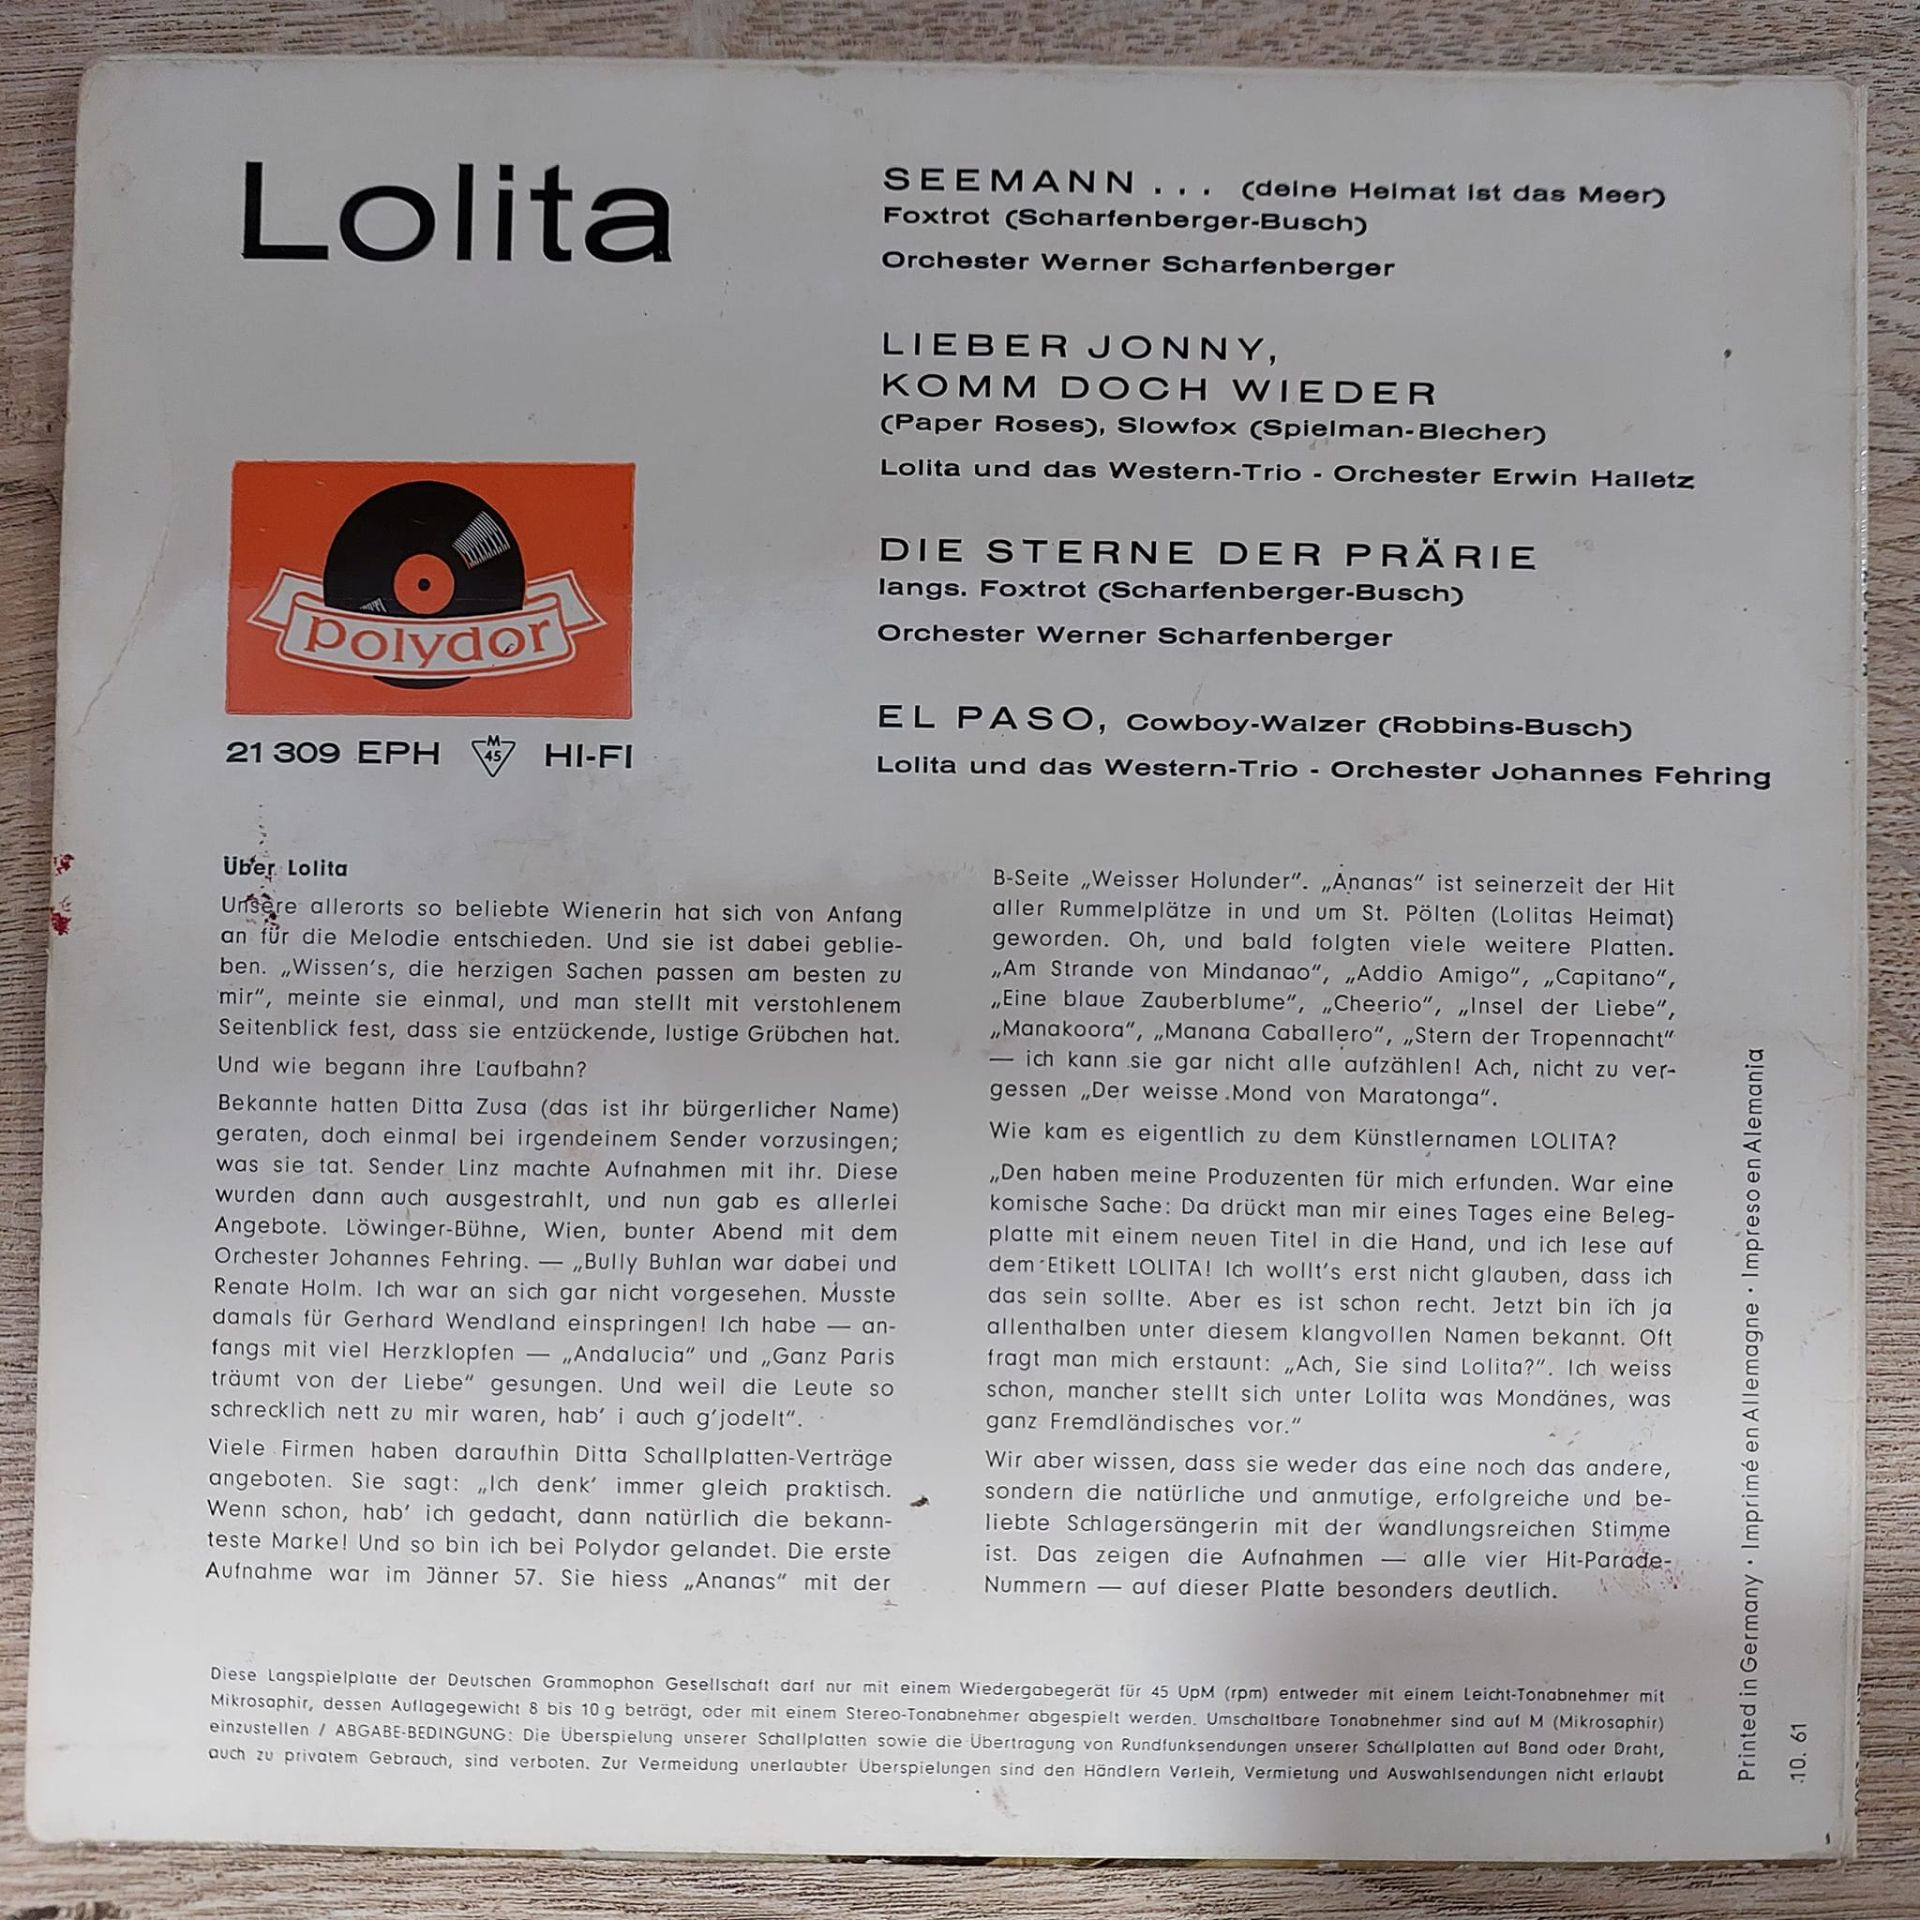 Lolita
SEEMANN . . . (deine Heimat ist das Meer)
Foxtrot (Scharfenberger-Busch)
Orchester Werner Scharfenberger
LIEBER JONNY,
KOMM DOCH WIEDER
(Paper Roses), Slowfox (Spielman-Blecher)
Lolita und das Western-Trio - Orchester Erwin Halletz
DIE STERNE DER PRÄRIE
langs. Foxtrot (Scharfenberger-Busch)
Orchester Werner Scharfenberger
EL PASO, Cowboy-Walzer (Robbins-Busch)
Lolita und das Western-Trio - Orchester Johannes Fehring
polydor
21 309 EPH M 45 HI-FI
Über Lolita
Unsere allerorts so beliebte Wienerin hat sich von Anfang
an für die Melodie entschieden. Und sie ist dabei geblie-
ben. „Wissen's, die herzigen Sachen passen am besten zu
mir", meinte sie einmal, und man stellt mit verstohlenem
Seitenblick fest, dass sie entzückende, lustige Grübchen hat.
Und wie begann ihre Laufbahn?
Bekannte hatten Ditta Zusa (das ist ihr bürgerlicher Name)
geraten, doch einmal bei irgendeinem Sender vorzusingen;
was sie tat. Sender Linz machte Aufnahmen mit ihr. Diese
wurden dann auch ausgestrahlt, und nun gab es allerlei
Angebote. Löwinger-Bühne, Wien, bunter Abend mit dem
Orchester Johannes Fehring. — „Bully Buhlan war dabei und
Renate Holm. Ich war an sich gar nicht vorgesehen. Musste
damals für Gerhard Wendland einspringen! Ich habe — an-
fangs mit viel Herzklopfen — „Andalucia" und „Ganz Paris
träumt von der Liebe" gesungen. Und weil die Leute so
schrecklich nett zu mir waren, hab' i auch g'jodelt".
Viele Firmen haben daraufhin Ditta Schallplatten-Verträge
angeboten. Sie sagt: „Ich denk' immer gleich praktisch.
Wenn schon, hab' ich gedacht, dann natürlich die bekann-
teste Marke! Und so bin ich bei Polydor gelandet. Die erste
Aufnahme war im Jänner 57. Sie hiess „Ananas" mit der
B-Seite „Weisser Holunder". „Ananas" ist seinerzeit der Hit
aller Rummelplätze in und um St. Pölten (Lolitas Heimat)
geworden. Oh, und bald folgten viele weitere Platten.
„Am Strande von Mindanao", „Addio Amigo", „Capitano",
„Eine blaue Zauberblume", „Cheerio", „Insel der Liebe",
„Manakoora", „Manana Caballero", „Stern der Tropennacht"
— ich kann sie gar nicht alle aufzählen! Ach, nicht zu ver-
gessen „Der weisse Mond von Maratonga".
Wie kam es eigentlich zu dem Künstlernamen LOLITA?
„Den haben meine Produzenten für mich erfunden. War eine
komische Sache: Da drückt man mir eines Tages eine Beleg-
platte mit einem neuen Titel in die Hand, und ich lese auf
dem Etikett LOLITA! Ich wollt's erst nicht glauben, dass ich
das sein sollte. Aber es ist schon recht. Jetzt bin ich ja
allenthalben unter diesem klangvollen Namen bekannt. Oft
fragt man mich erstaunt: „Ach, Sie sind Lolita?". Ich weiss
schon, mancher stellt sich unter Lolita was Mondänes, was
ganz Fremdländisches vor."
Wir aber wissen, dass sie weder das eine noch das andere,
sondern die natürliche und anmutige, erfolgreiche und be-
liebte Schlagersängerin mit der wandlungsreichen Stimme
ist. Das zeigen die Aufnahmen — alle vier Hit-Parade-
Nummern — auf dieser Platte besonders deutlich.
Diese Langspielplatte der Deutschen Grammophon Gesellschaft darf nur mit einem Wiedergabegerät für 45 UpM (rpm) entweder mit einem Leicht-Tonabnehmer mit
Mikrosaphir, dessen Auflagegewicht 8 bis 10 g beträgt, oder mit einem Stereo-Tonabnehmer abgespielt werden. Umschaltbare Tonabnehmer sind auf M (Mikrosaphir)
einzustellen / ABGABE-BEDINGUNG: Die Überspielung unserer Schallplatten sowie die Übertragung von Rundfunksendungen unserer Schallplatten auf Band oder Draht,
auch zu privatem Gebrauch, sind verboten. Zur Vermeidung unerlaubter Überspielungen sind den Händlern Verleih, Vermietung und Auswahlsendungen nicht erlaubt
Printed in Germany • Imprimé en Allemagne • Impreso en Alemania
10. 61